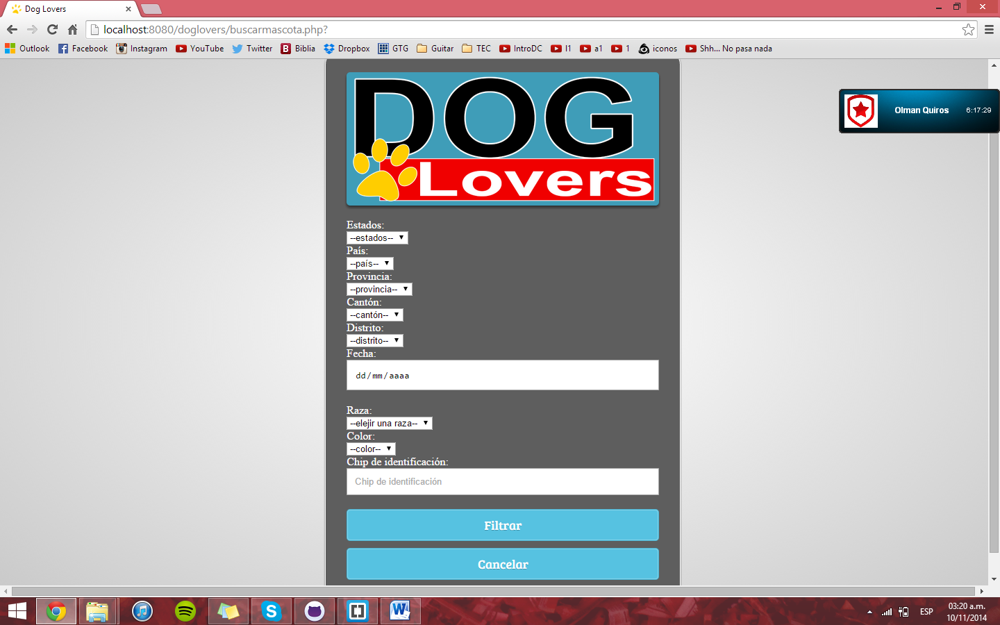 Dog Lovers
localhost:8080/doglovers/buscarmascota.php?
Outlook Facebook Instagram YouTube Twitter Biblia Dropbox GTG Guitar TEC IntroDC a1 1 iconos Shh... No pasa nada
DOG
Lovers
Olman Quiros 6:17:29
Estados:
--estados--
País:
--país--
Provincia:
--provincia--
Cantón:
--cantón--
Distrito:
--distrito--
Fecha:
dd/mm/aaaa
Raza:
--elejir una raza--
Color:
--color--
Chip de identificación:
Chip de identificación
Filtrar
Cancelar
ESP
03:20 a.m.
10/11/2014